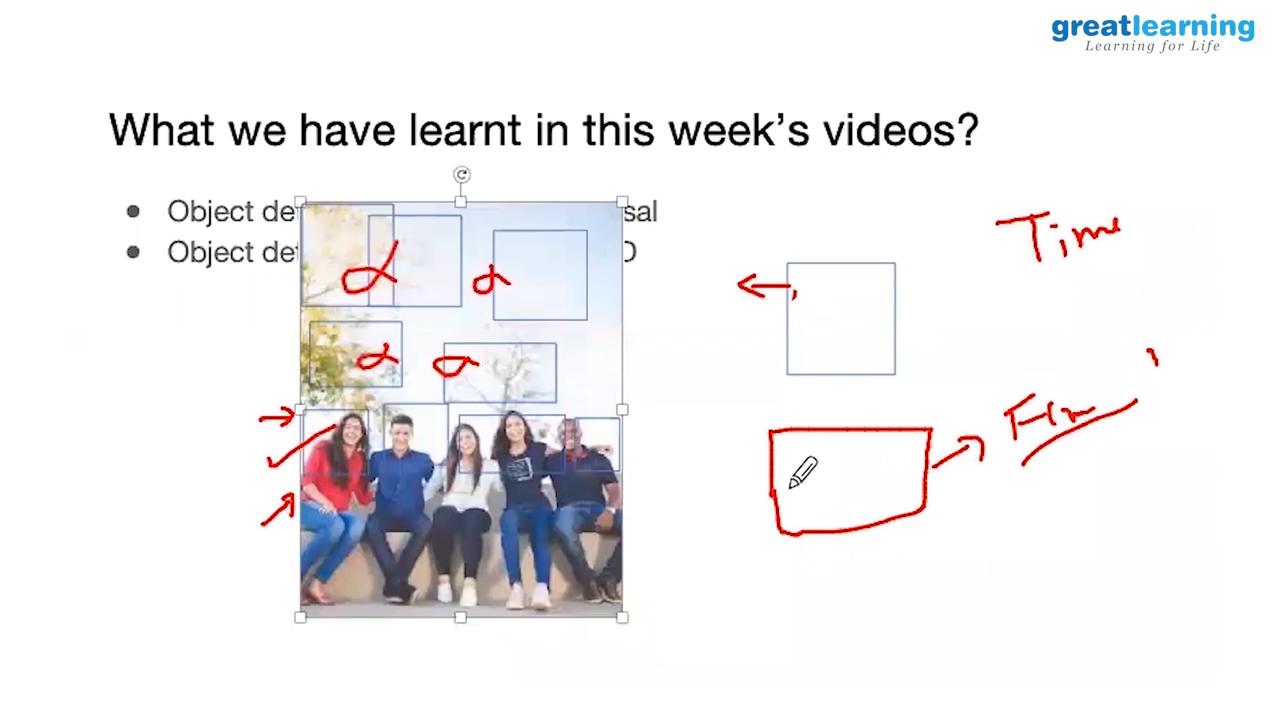 greatlearning
Learning for Life
What we have learnt in this week's videos?
● Object det sal
● Object det D
Time